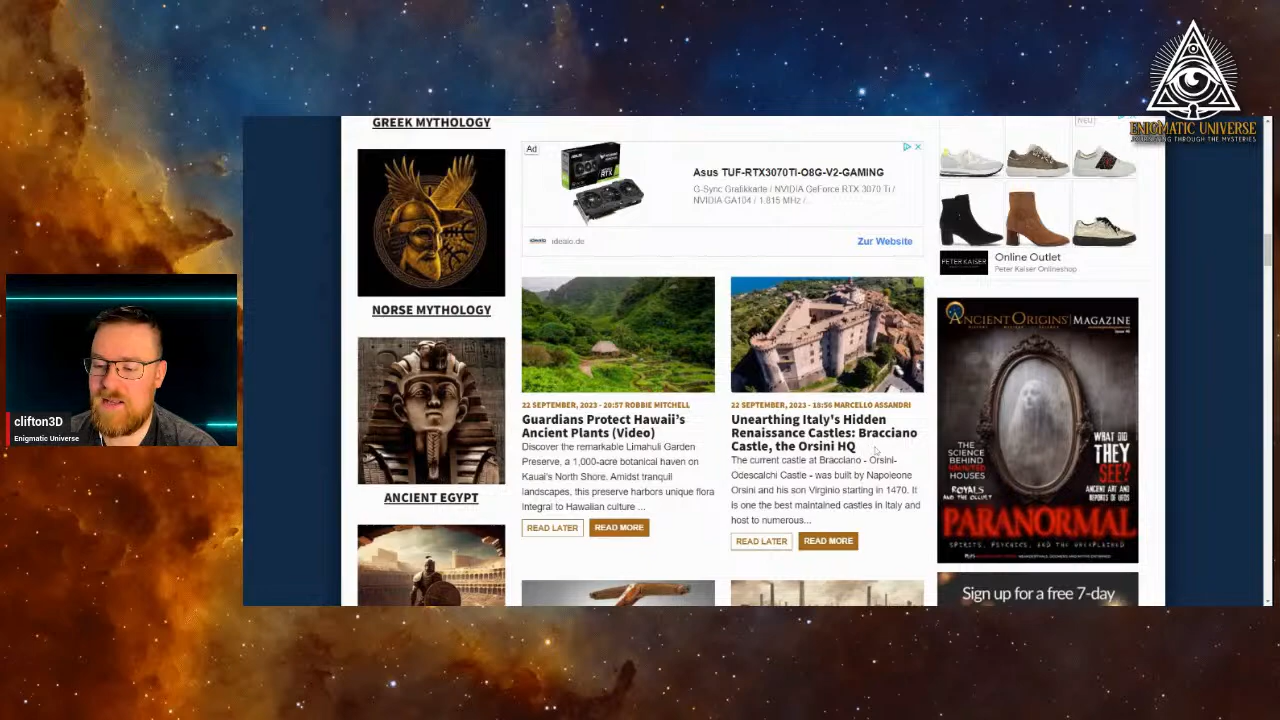 ENIGMATIC UNIVERSE
JOURNEYING THROUGH THE MYSTERIES
clifton3D
Enigmatic Universe
GREEK MYTHOLOGY
NORSE MYTHOLOGY
ANCIENT EGYPT
Ad
Asus TUF-RTX3070TI-O8G-V2-GAMING
G-Sync Grafikkarte / NVIDIA GeForce RTX 3070 Ti /
NVIDIA GA104 / 1.815 MHz /...
idealo.de
Zur Website
22 SEPTEMBER, 2023 - 20:57 ROBBIE MITCHELL
Guardians Protect Hawaii's
Ancient Plants (Video)
Discover the remarkable Limahuli Garden
Preserve, a 1,000-acre botanical haven on
Kauai's North Shore. Amidst tranquil
landscapes, this preserve harbors unique flora
integral to Hawaiian culture ...
READ LATER
READ MORE
22 SEPTEMBER, 2023 - 18:56 MARCELLO ASSANDRI
Unearthing Italy's Hidden
Renaissance Castles: Bracciano
Castle, the Orsini HQ
The current castle at Bracciano - Orsini-
Odescalchi Castle - was built by Napoleone
Orsini and his son Virginio starting in 1470. It
is one the best maintained castles in Italy and
host to numerous...
READ LATER
READ MORE
NEU
PETER KAISER
Online Outlet
Peter Kaiser Onlineshop
ANCIENT ORIGINS MAGAZINE
THE
SCIENCE
BEHIND
HAUNTED
HOUSES
ROYALS
AND THE OCCULT
WHAT DID
THEY
SEE?
ANCIENT ART AND
REPORTS OF UFOS
PARANORMAL
SPIRITS, PSYCHICS, AND THE UNEXPLAINED
Sign up for a free 7-day